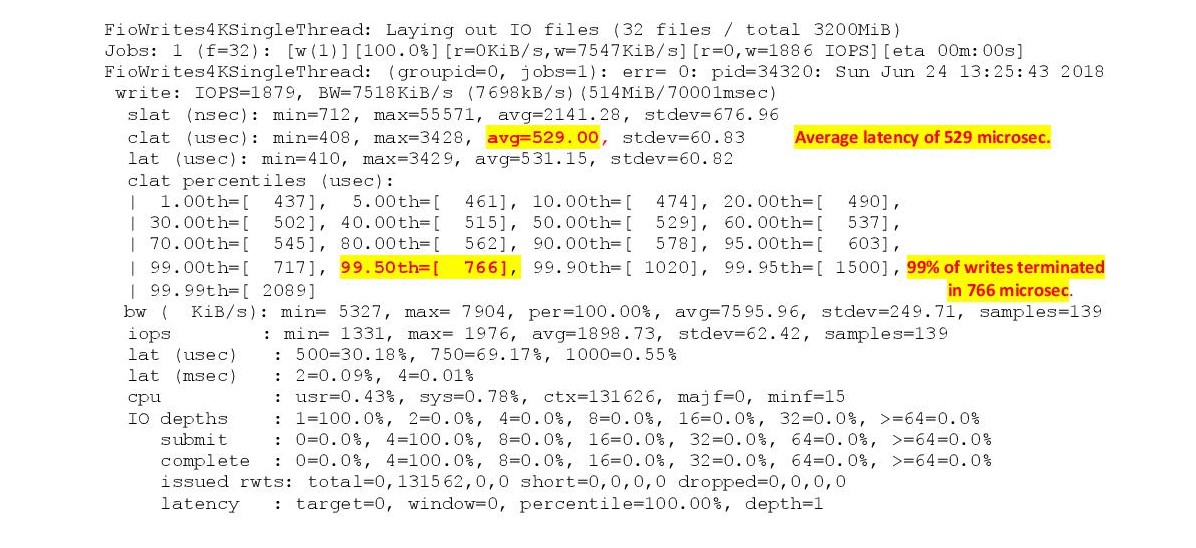 FioWrites4KSingleThread: Laying out IO files (32 files / total 3200MiB)
Jobs: 1 (f=32): [w(1)][100.0%][r=0KiB/s,w=7547KiB/s][r=0,w=1886 IOPS][eta 00m:00s]
FioWrites4KSingleThread: (groupid=0, jobs=1): err= 0: pid=34320: Sun Jun 24 13:25:43 2018
write: IOPS=1879, BW=7518KiB/s (7698kB/s)(514MiB/70001msec)
slat (nsec): min=712, max=55571, avg=2141.28, stdev=676.96
clat (usec): min=408, max=3428, avg=529.00, stdev=60.83 Average latency of 529 microsec.
lat (usec): min=410, max=3429, avg=531.15, stdev=60.82
clat percentiles (usec):
| 1.00th=[ 437], 5.00th=[ 461], 10.00th=[ 474], 20.00th=[ 490],
| 30.00th=[ 502], 40.00th=[ 515], 50.00th=[ 529], 60.00th=[ 537],
| 70.00th=[ 545], 80.00th=[ 562], 90.00th=[ 578], 95.00th=[ 603],
| 99.00th=[ 717], 99.50th=[ 766], 99.90th=[ 1020], 99.95th=[ 1500], 99% of writes terminated
| 99.99th=[ 2089] in 766 microsec.
bw ( KiB/s): min= 5327, max= 7904, per=100.00%, avg=7595.96, stdev=249.71, samples=139
iops : min= 1331, max= 1976, avg=1898.73, stdev=62.42, samples=139
lat (usec) : 500=30.18%, 750=69.17%, 1000=0.55%
lat (msec) : 2=0.09%, 4=0.01%
cpu : usr=0.43%, sys=0.78%, ctx=131626, majf=0, minf=15
IO depths : 1=100.0%, 2=0.0%, 4=0.0%, 8=0.0%, 16=0.0%, 32=0.0%, >=64=0.0%
submit : 0=0.0%, 4=100.0%, 8=0.0%, 16=0.0%, 32=0.0%, 64=0.0%, >=64=0.0%
complete : 0=0.0%, 4=100.0%, 8=0.0%, 16=0.0%, 32=0.0%, 64=0.0%, >=64=0.0%
issued rwts: total=0,131562,0,0 short=0,0,0,0 dropped=0,0,0,0
latency : target=0, window=0, percentile=100.00%, depth=1